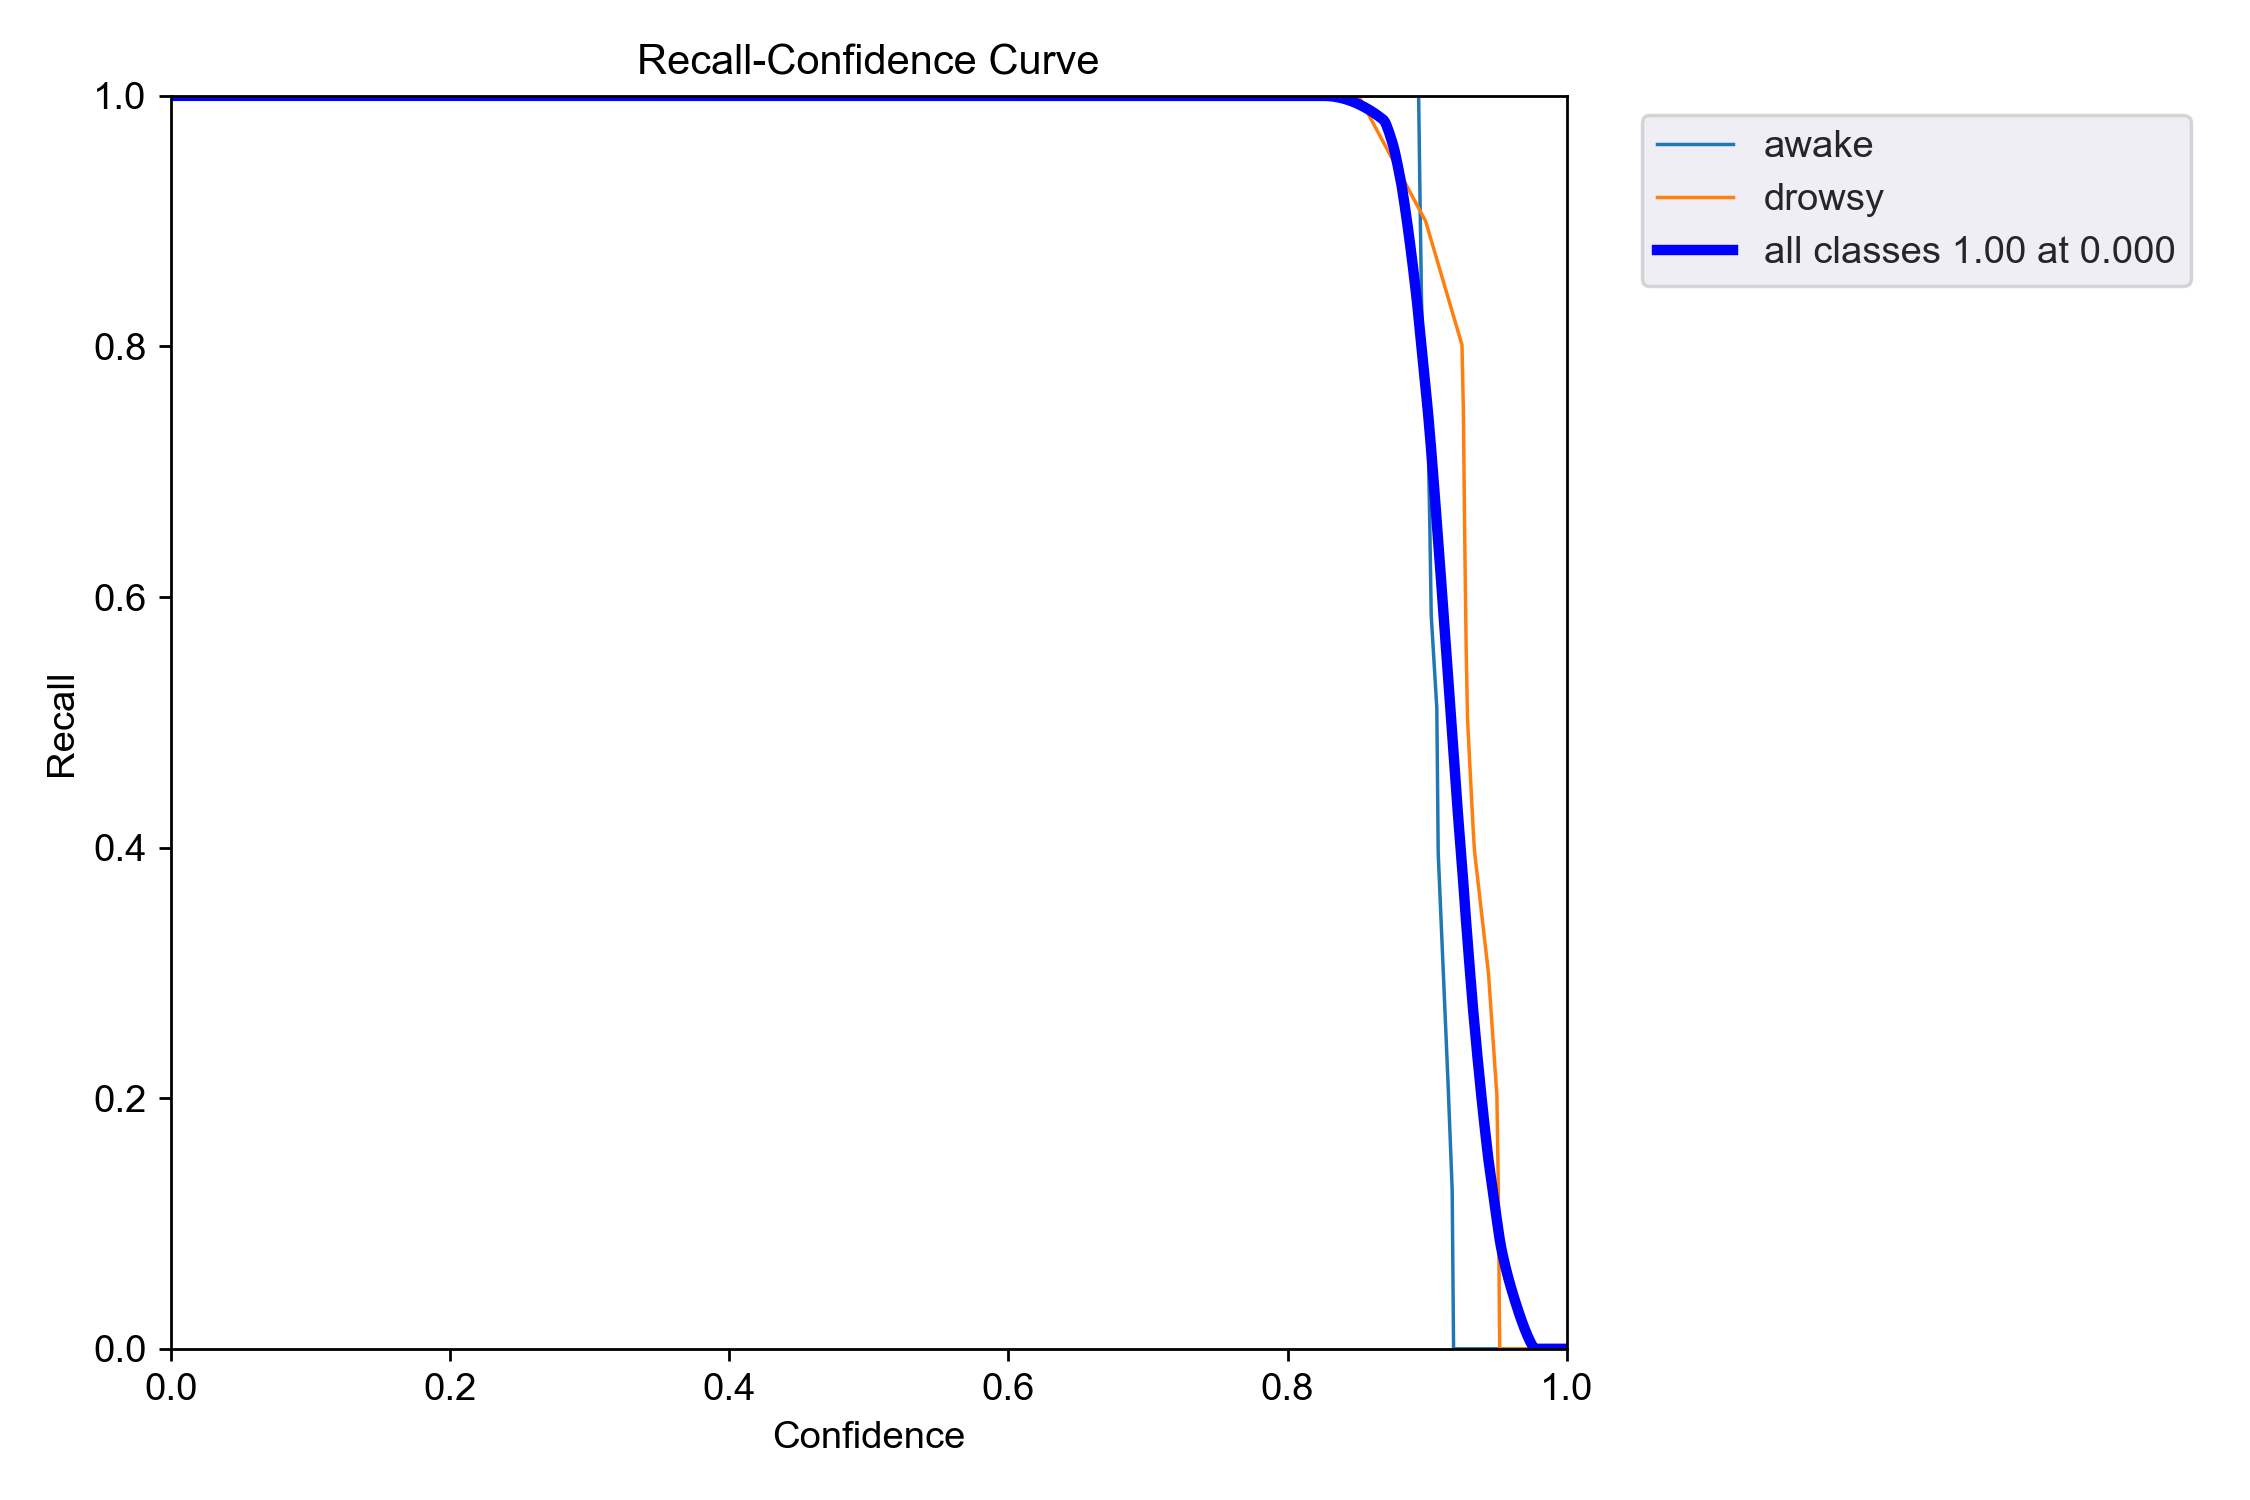 Recall-Confidence Curve
1.0
0.8
0.6
0.4
0.2
0.0
Recall
0.0 0.2 0.4 0.6 0.8 1.0
Confidence
awake
drowsy
all classes 1.00 at 0.000